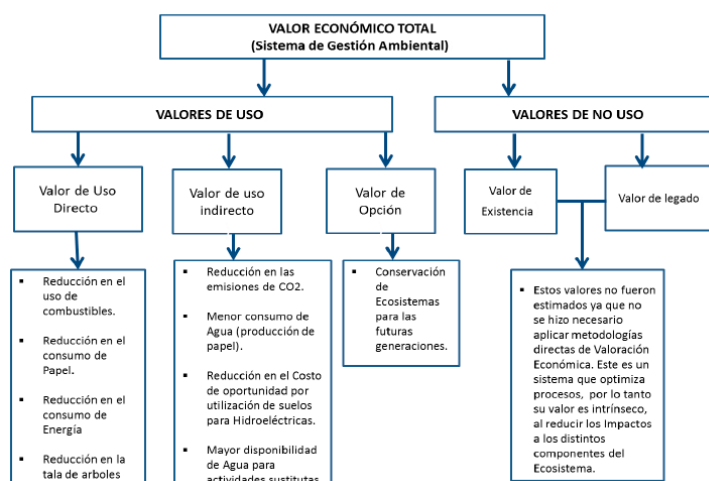 VALOR ECONÓMICO TOTAL
(Sistema de Gestión Ambiental)
VALORES DE USO
VALORES DE NO USO
Valor de Uso
Directo
Valor de uso
indirecto
Valor de
Opción
Valor de
Existencia
Valor de legado
▪ Reducción en el
uso de
combustibles.
▪ Reducción en el
consumo de
Papel.
▪ Reducción en el
consumo de
Energía
▪ Reducción en la
tala de arboles
▪ Reducción en las
emisiones de CO2.
▪ Menor consumo de
Agua (producción de
papel).
▪ Reducción en el Costo
de oportunidad por
utilización de suelos
para Hidroeléctricas.
▪ Mayor disponibilidad
de Agua para
actividades sustitutas
▪ Conservación
de
Ecosistemas
para las
futuras
generaciones.
▪ Estos valores no fueron
estimados ya que no
se hizo necesario
aplicar metodologías
directas de Valoración
Económica. Este es un
sistema que optimiza
procesos, por lo tanto
su valor es intrínseco,
al reducir los Impactos
a los distintos
componentes del
Ecosistema.